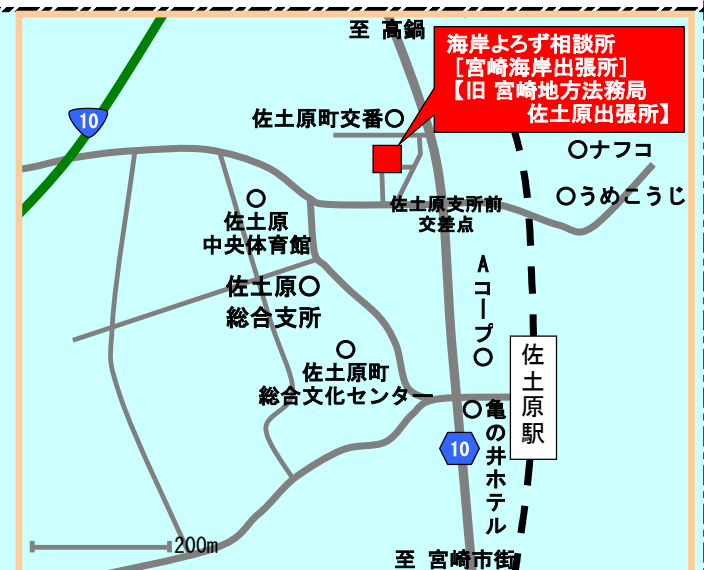 至 高鍋
海岸よろず相談所
［宮崎海岸出張所］
【旧 宮崎地方法務局
佐土原出張所】
10
佐土原町交番
ナフコ
うめこうじ
佐土原支所前
交差点
佐土原
中央体育館
佐土原
総合支所
Aコープ
佐土原町
総合文化センター
佐土原駅
亀の井ホテル
10
200m
至 宮崎市街